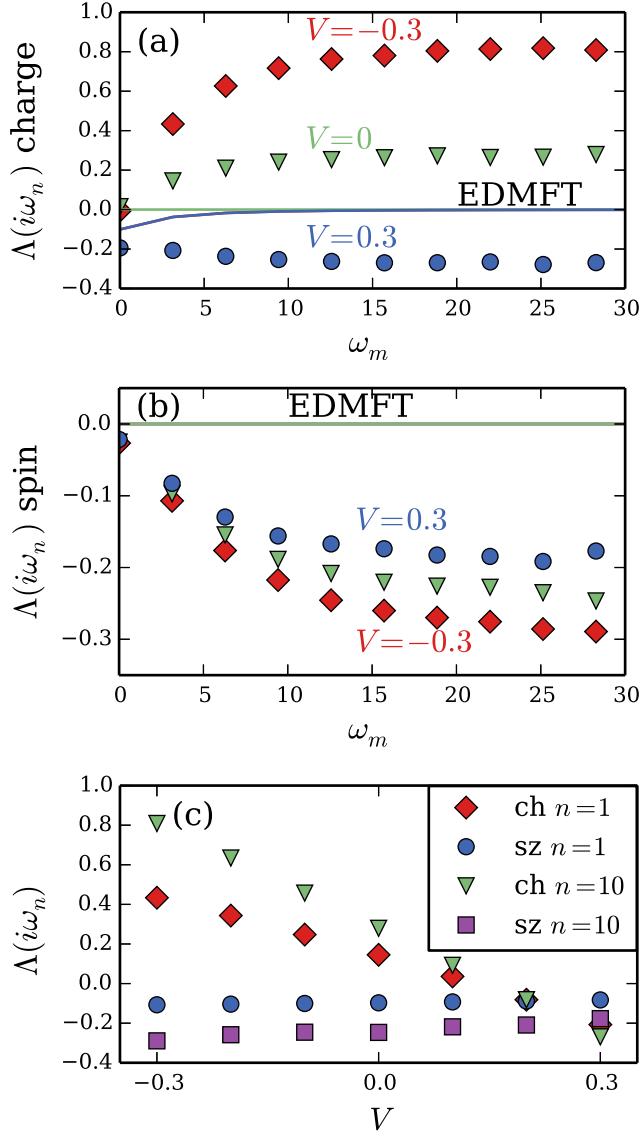 (a)
V=−0.3
V=0
EDMFT
V=0.3
Λ(iωₙ) charge
1.0
0.8
0.6
0.4
0.2
0.0
−0.2
−0.4
0 5 10 15 20 25 30
ωₘ
(b)
EDMFT
V=0.3
V=−0.3
Λ(iωₙ) spin
0.0
−0.1
−0.2
−0.3
0 5 10 15 20 25 30
ωₘ
(c)
ch n=1
sz n=1
ch n=10
sz n=10
Λ(iωₙ)
1.0
0.8
0.6
0.4
0.2
0.0
−0.2
−0.4
−0.3 0.0 0.3
V